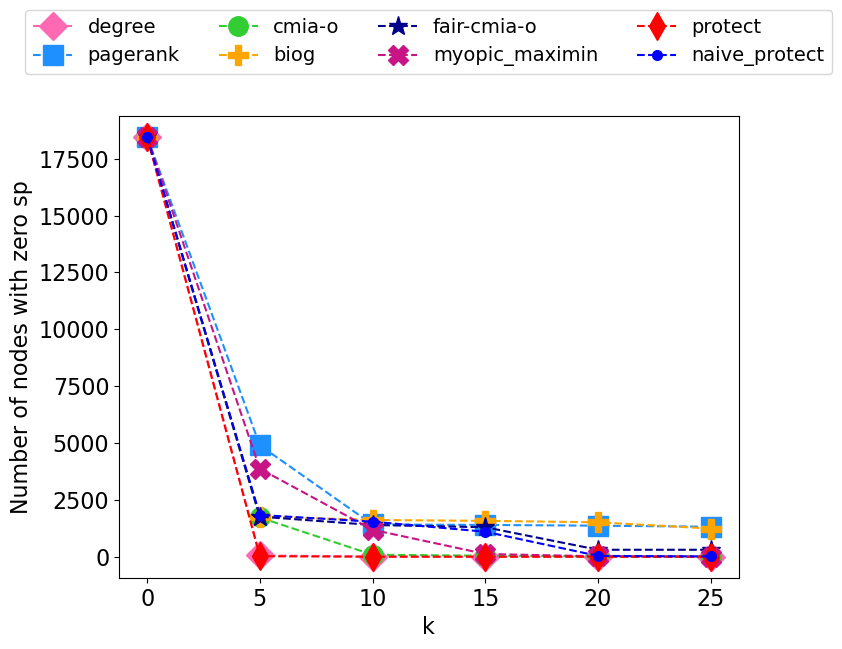 degree cmia-o fair-cmia-o protect
pagerank biog myopic_maximin naive_protect
17500
15000
12500
10000
7500
5000
2500
0
Number of nodes with zero sp
0 5 10 15 20 25
k